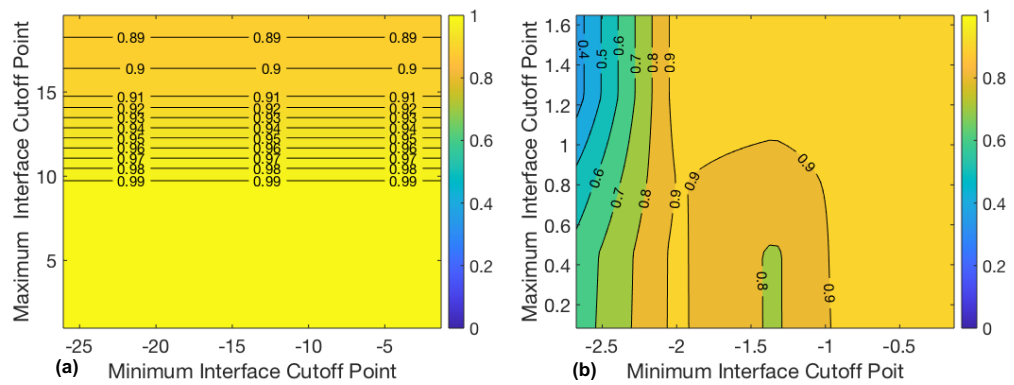 Maximum Interface Cutoff Point
15
10
5
0.89 0.89 0.89
0.9 0.9 0.9
0.91 0.91 0.91
0.92 0.92 0.92
0.93 0.93 0.93
0.94 0.94 0.94
0.95 0.95 0.95
0.96 0.96 0.96
0.97 0.97 0.97
0.98 0.98 0.98
0.99 0.99 0.99
-25 -20 -15 -10 -5
(a) Minimum Interface Cutoff Point
1
0.8
0.6
0.4
0.2
0
Maximum Interface Cutoff Point
1.6
1.4
1.2
1
0.8
0.6
0.4
0.2
0.4 0.5 0.6 0.7 0.8 0.9
0.6 0.7 0.8 0.9 0.9 0.9
0.8 0.9
-2.5 -2 -1.5 -1 -0.5
(b) Minimum Interface Cutoff Poit
1
0.8
0.6
0.4
0.2
0